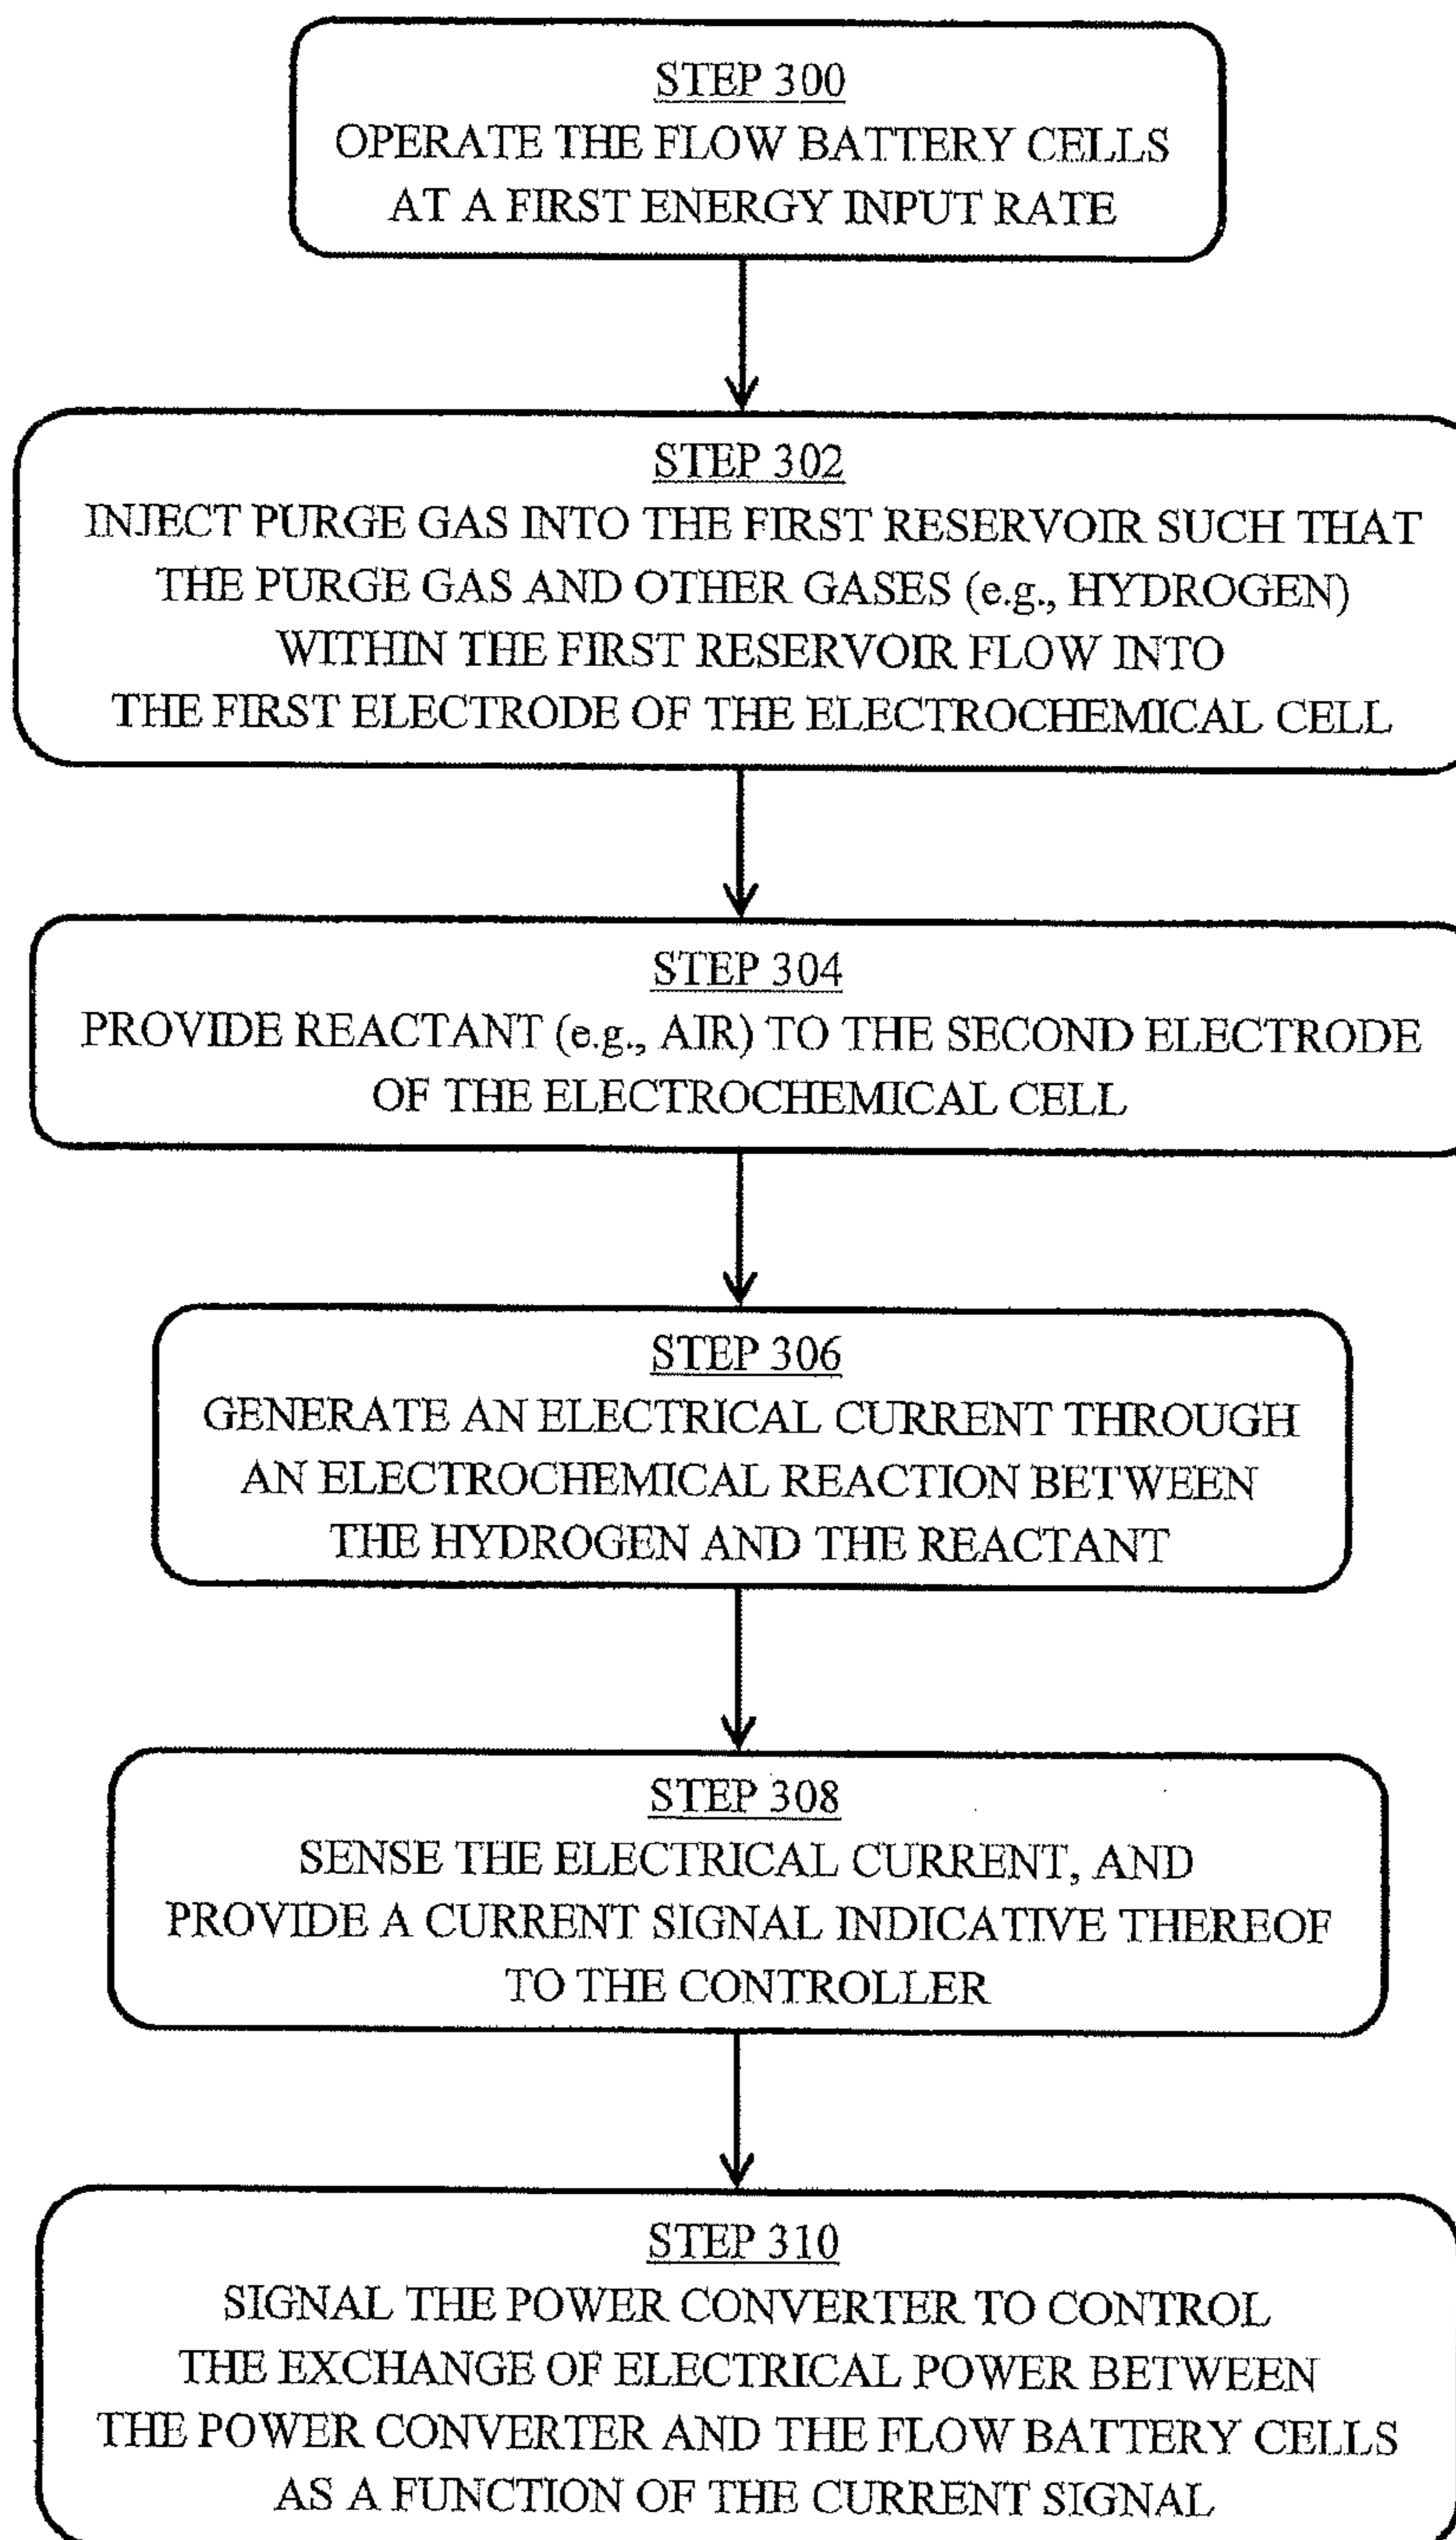 STEP 300
OPERATE THE FLOW BATTERY CELLS
AT A FIRST ENERGY INPUT RATE
STEP 302
INJECT PURGE GAS INTO THE FIRST RESERVOIR SUCH THAT
THE PURGE GAS AND OTHER GASES (e.g., HYDROGEN)
WITHIN THE FIRST RESERVOIR FLOW INTO
THE FIRST ELECTRODE OF THE ELECTROCHEMICAL CELL
STEP 304
PROVIDE REACTANT (e.g., AIR) TO THE SECOND ELECTRODE
OF THE ELECTROCHEMICAL CELL
STEP 306
GENERATE AN ELECTRICAL CURRENT THROUGH
AN ELECTROCHEMICAL REACTION BETWEEN
THE HYDROGEN AND THE REACTANT
STEP 308
SENSE THE ELECTRICAL CURRENT, AND
PROVIDE A CURRENT SIGNAL INDICATIVE THEREOF
TO THE CONTROLLER
STEP 310
SIGNAL THE POWER CONVERTER TO CONTROL
THE EXCHANGE OF ELECTRICAL POWER BETWEEN
THE POWER CONVERTER AND THE FLOW BATTERY CELLS
AS A FUNCTION OF THE CURRENT SIGNAL